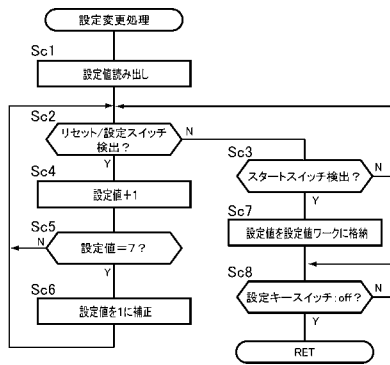 設定変更処理
Sc1
設定値読み出し
Sc2
リセット/設定スイッチ
検出?
N
Y
Sc3
スタートスイッチ検出?
N
Y
Sc4
設定値+1
Sc5
設定値=7?
N
Y
Sc6
設定値を1に補正
Sc7
設定値を設定値ワークに格納
Sc8
設定キースイッチ:off?
N
Y
RET